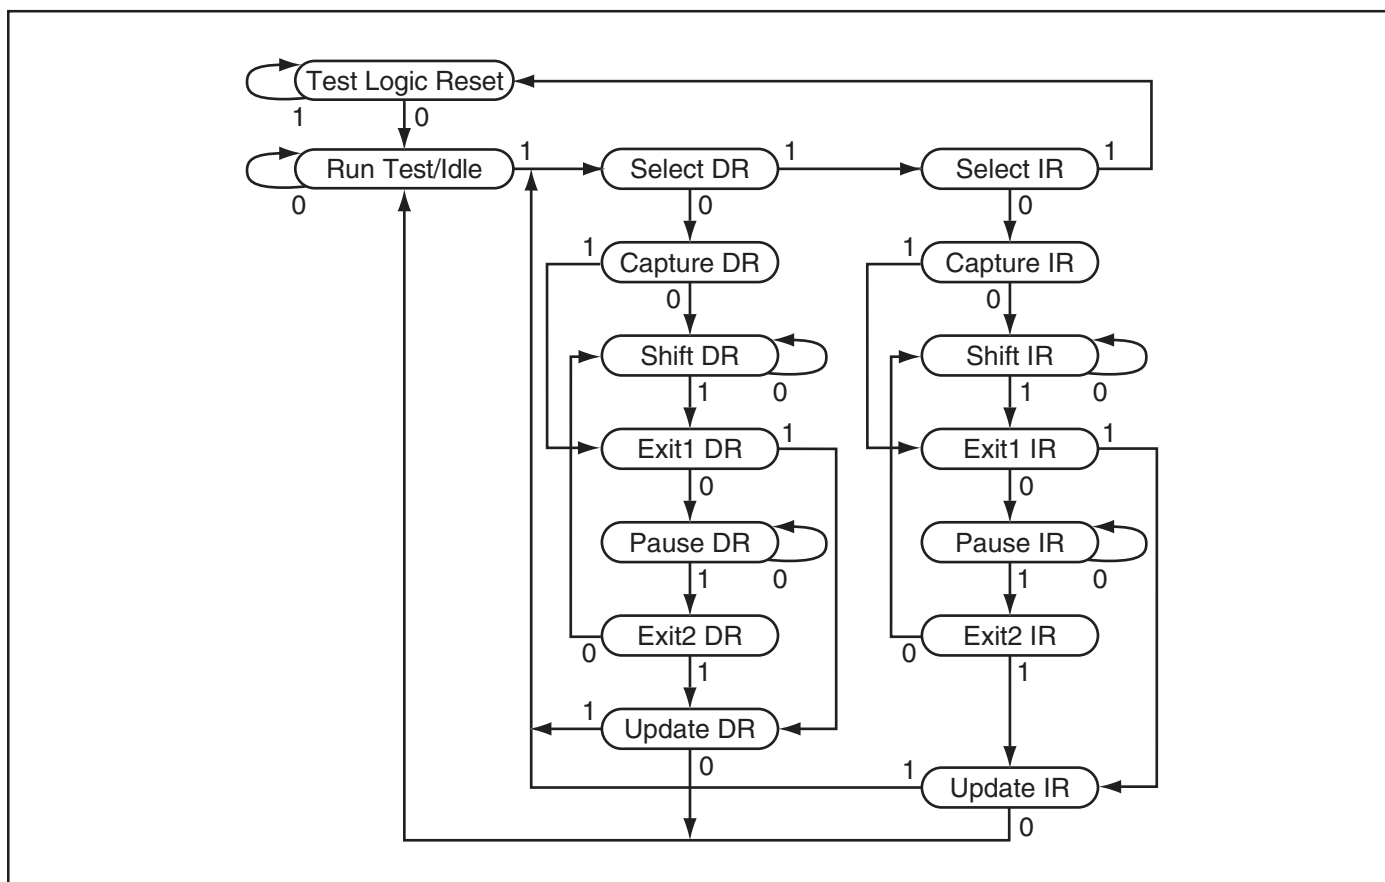 Test Logic Reset
1
0
Run Test/Idle
1
Select DR
1
Select IR
1
0
0
0
1
Capture DR
1
Capture IR
0
0
Shift DR
Shift IR
1
0
1
0
Exit1 DR
1
Exit1 IR
1
0
0
Pause DR
Pause IR
1
0
1
0
Exit2 DR
Exit2 IR
0
1
0
1
1
Update DR
0
1
Update IR
0